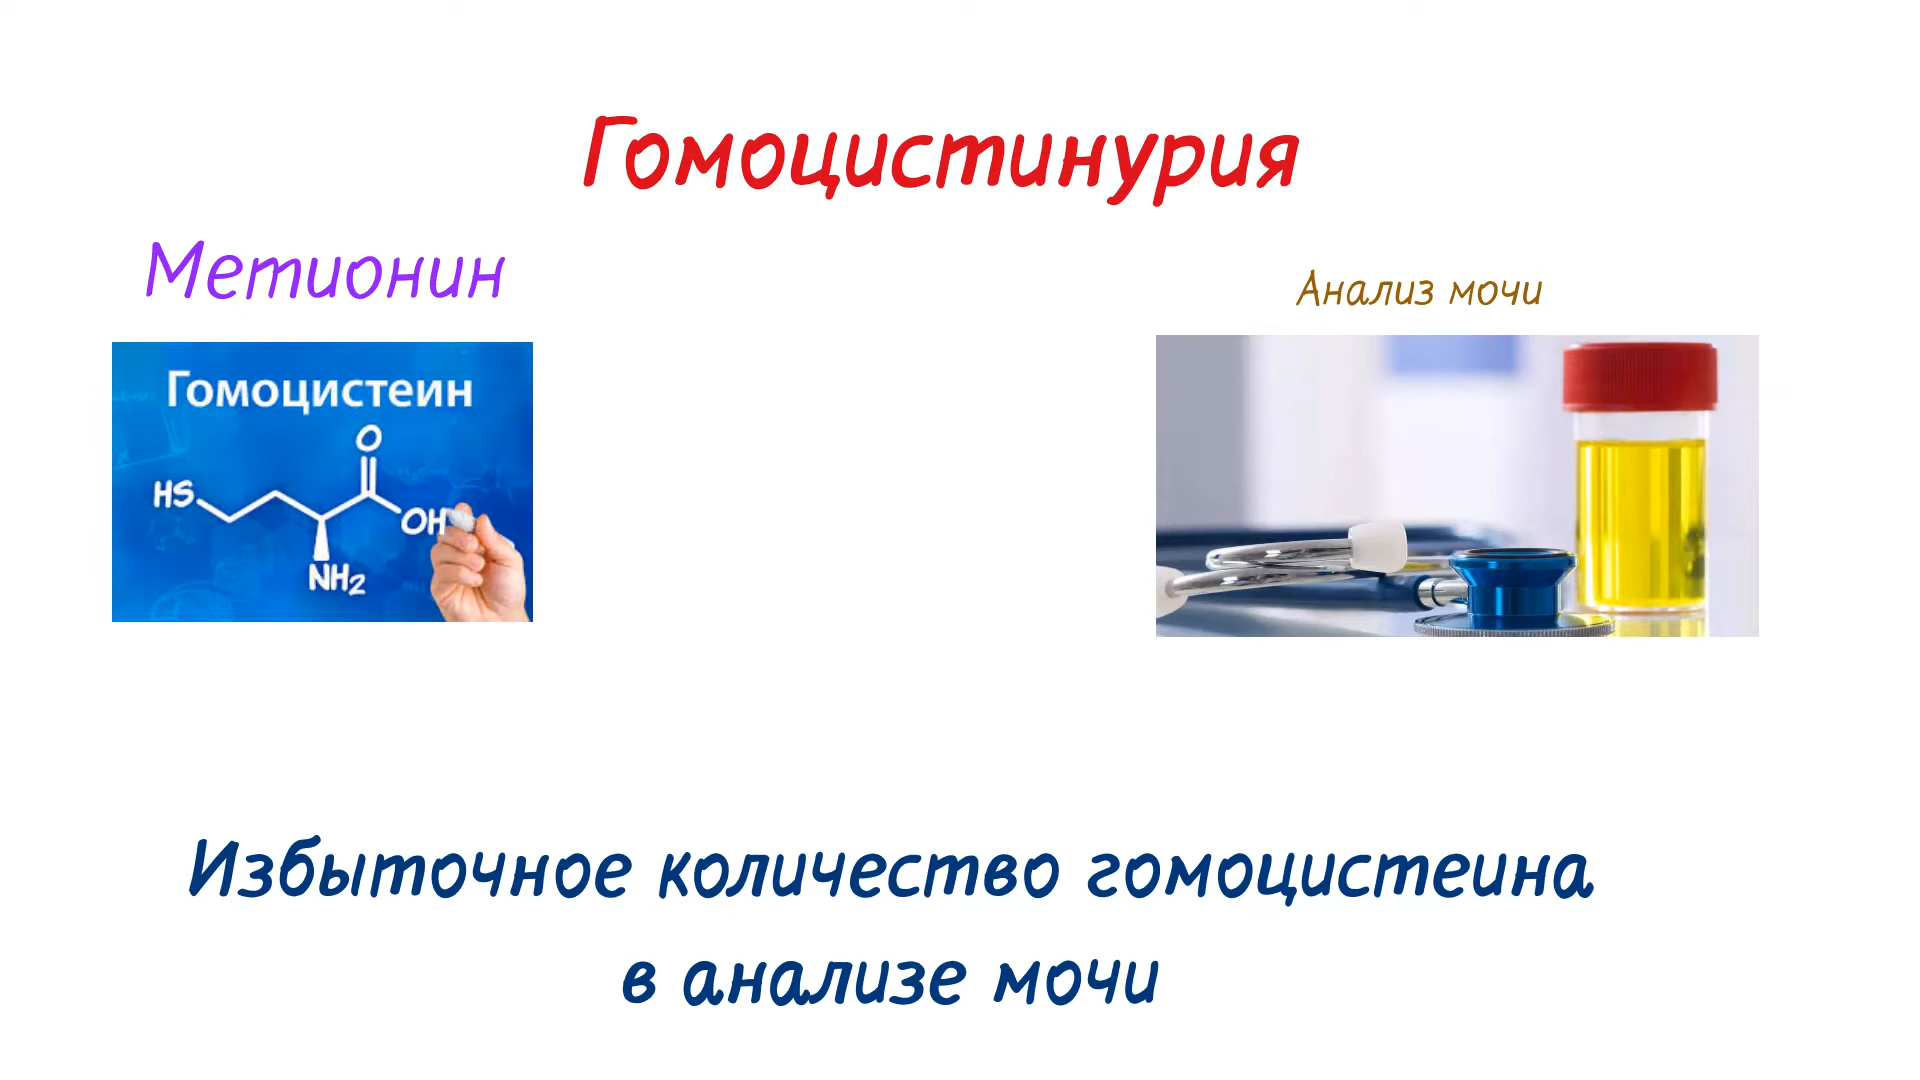 Гомоцистинурия
Метионин
Анализ мочи
Гомоцистеин
O
HS
OH
NH2
Избыточное количество гомоцистеина
в анализе мочи